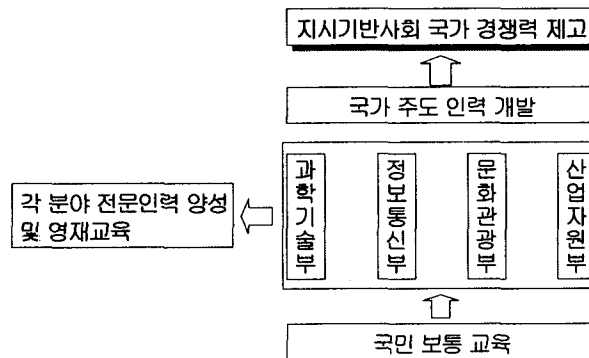 지시기반사회 국가 경쟁력 제고
국가 주도 인력 개발
과학기술부
정보통신부
문화관광부
산업자원부
각 분야 전문인력 양성
및 영재교육
국민 보통 교육